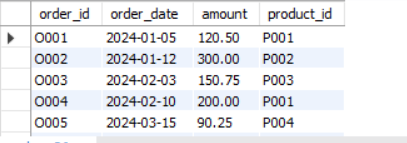 order_id order_date amount product_id
O001 2024-01-05 120.50 P001
O002 2024-01-12 300.00 P002
O003 2024-02-03 150.75 P003
O004 2024-02-10 200.00 P001
O005 2024-03-15 90.25 P004